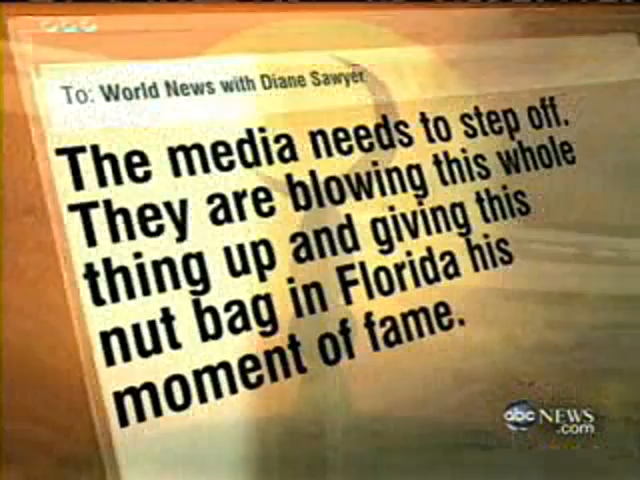 To: World News with Diane Sawyer
The media needs to step off.
They are blowing this whole
thing up and giving this
nut bag in Florida his
moment of fame.
abc NEWS
.com